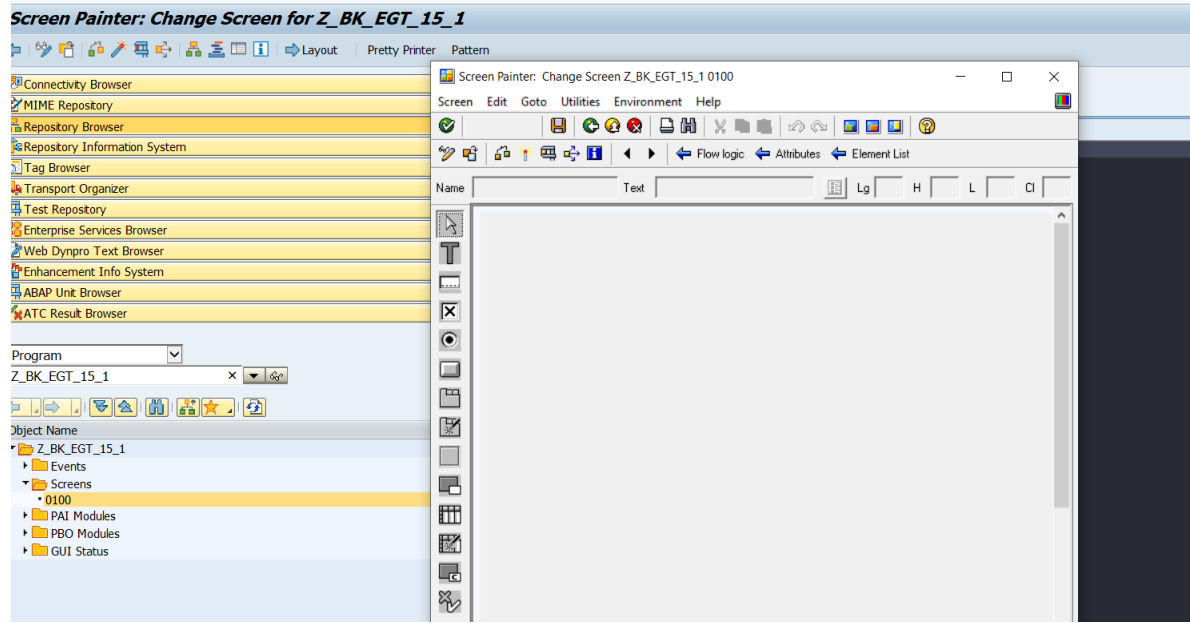 Screen Painter: Change Screen for Z_BK_EGT_15_1
Layout Pretty Printer Pattern
Connectivity Browser
MIME Repository
Repository Browser
Repository Information System
Tag Browser
Transport Organizer
Test Repository
Enterprise Services Browser
Web Dynpro Text Browser
Enhancement Info System
ABAP Unit Browser
ATC Result Browser
Program
Z_BK_EGT_15_1
Object Name
Z_BK_EGT_15_1
Events
Screens
0100
PAI Modules
PBO Modules
GUI Status
Screen Painter: Change Screen Z_BK_EGT_15_1 0100
Screen Edit Goto Utilities Environment Help
Flow logic Attributes Element List
Name Text Lg H L Cl